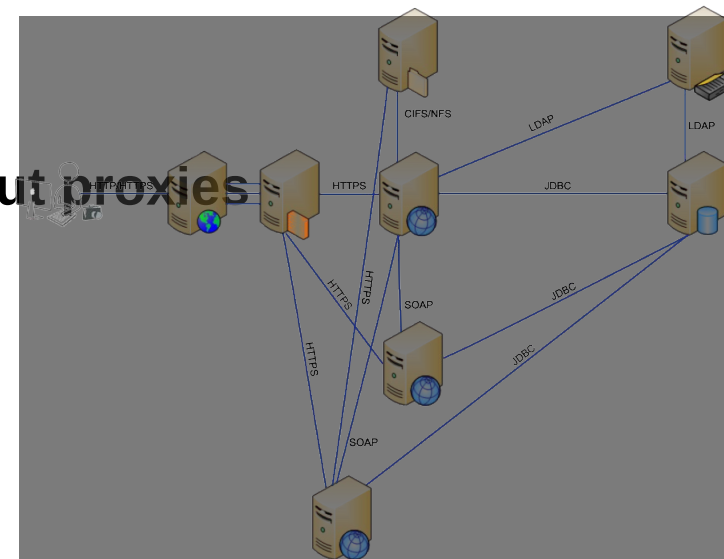 CIFS/NFS
LDAP
LDAP
ut proxies
HTTP/HTTPS
HTTPS
JDBC
HTTPS
HTTPS
SOAP
JDBC
HTTPS
JDBC
SOAP